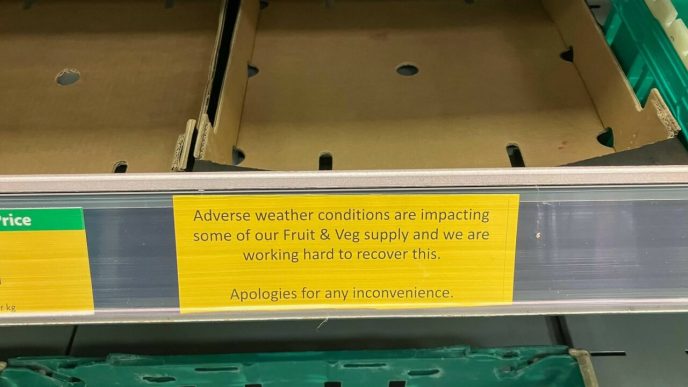 Price
Adverse weather conditions are impacting
some of our Fruit & Veg supply and we are
working hard to recover this.
Apologies for any inconvenience.
kg